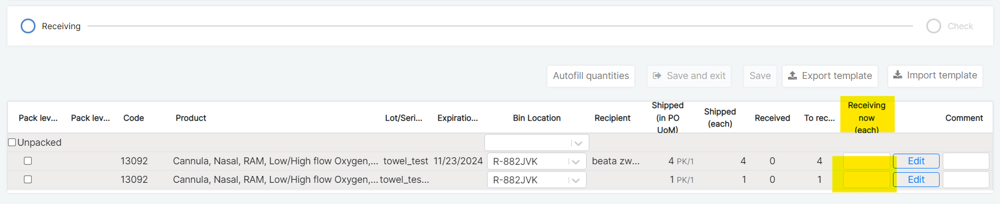 Receiving Check
Autofill quantities Save and exit Save Export template Import template
Pack lev... Pack lev... Code Product Lot/Seri... Expiratio... Bin Location Recipient Shipped (in PO UoM) Shipped (each) Received To rec... Receiving now (each) Comment
Unpacked
13092 Cannula, Nasal, RAM, Low/High flow Oxygen,... towel_test 11/23/2024 R-882JVK beata zw... 4 PK/1 4 0 4 Edit
13092 Cannula, Nasal, RAM, Low/High flow Oxygen,... towel_tes... R-882JVK 1 PK/1 1 0 1 Edit